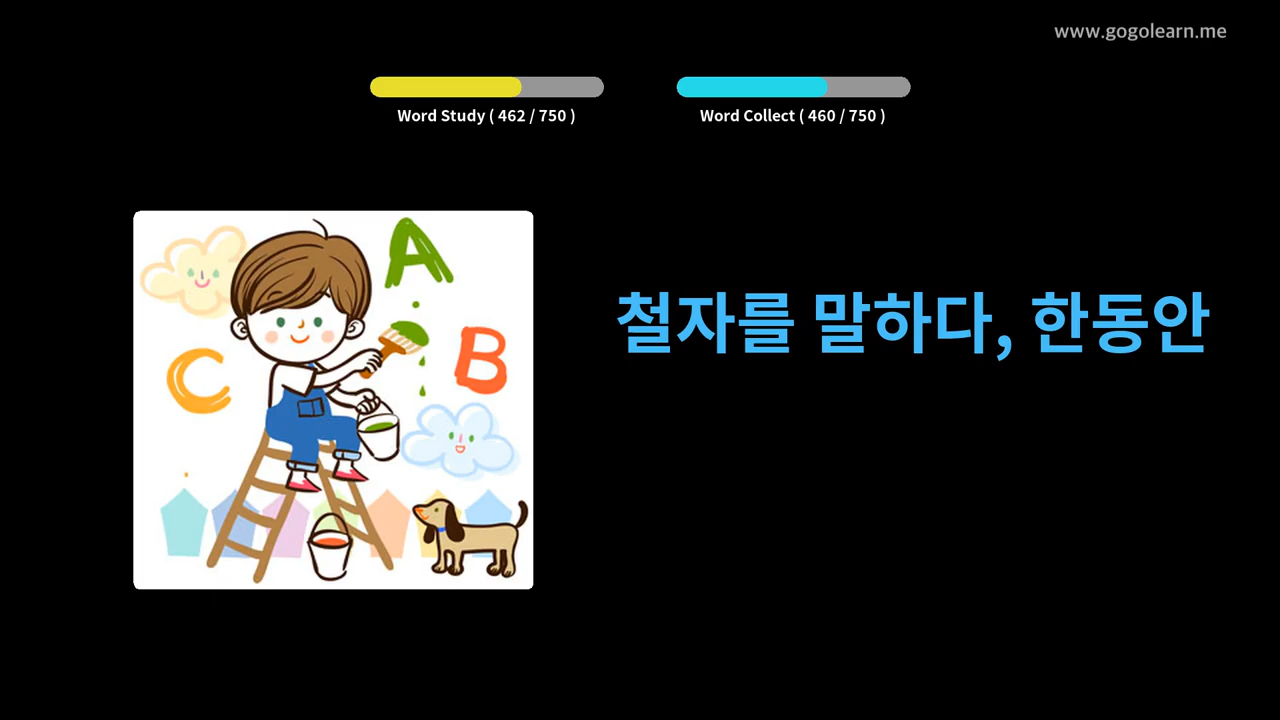 www.gogolearn.me
Word Study ( 462 / 750 )
Word Collect ( 460 / 750 )
A
B
C
철자를 말하다, 한동안